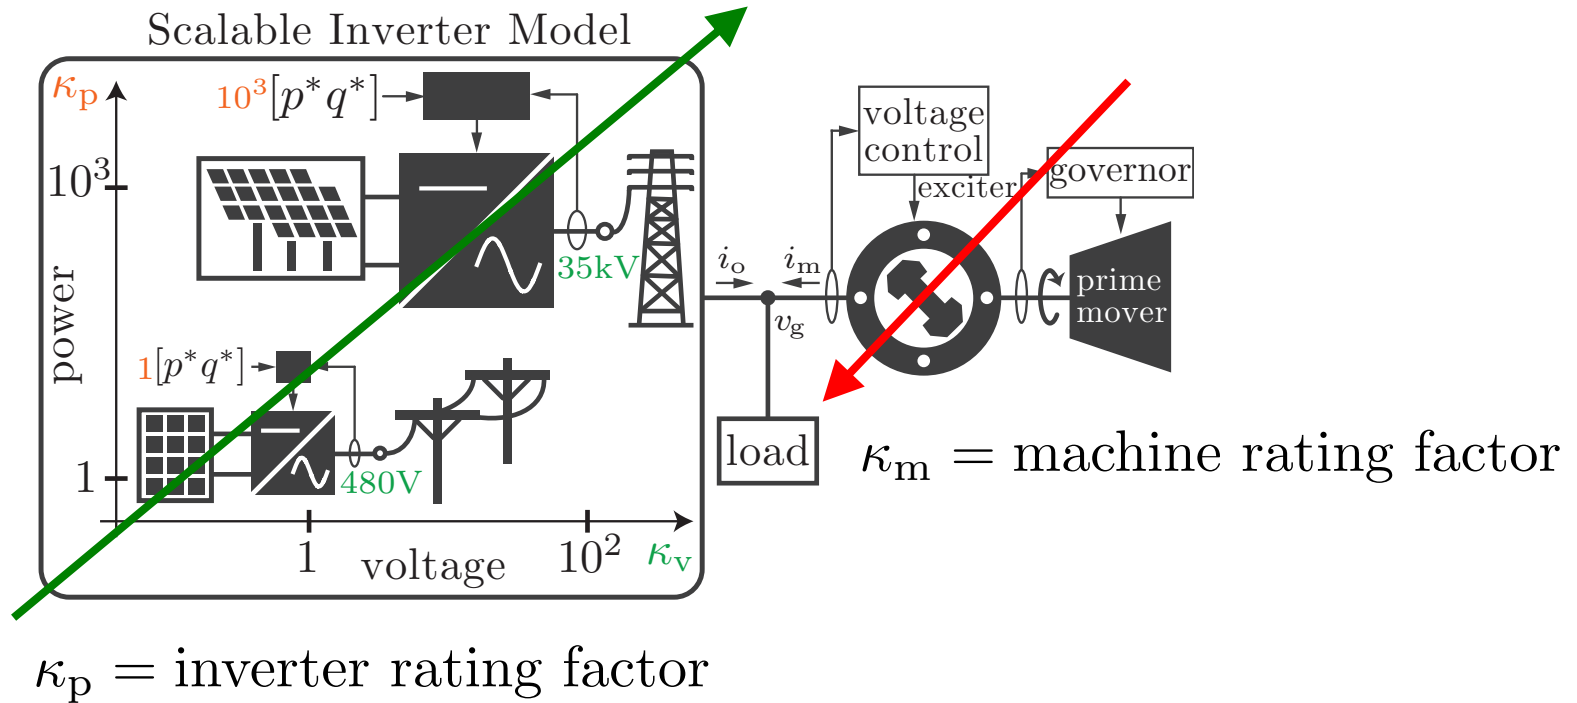 Scalable Inverter Model
κp
10³[p*q*]
10³
power
35kV
1[p*q*]
480V
1
1
voltage
10²
κv
io
im
vg
load
voltage
control
exciter
governor
prime
mover
κm = machine rating factor
κp = inverter rating factor